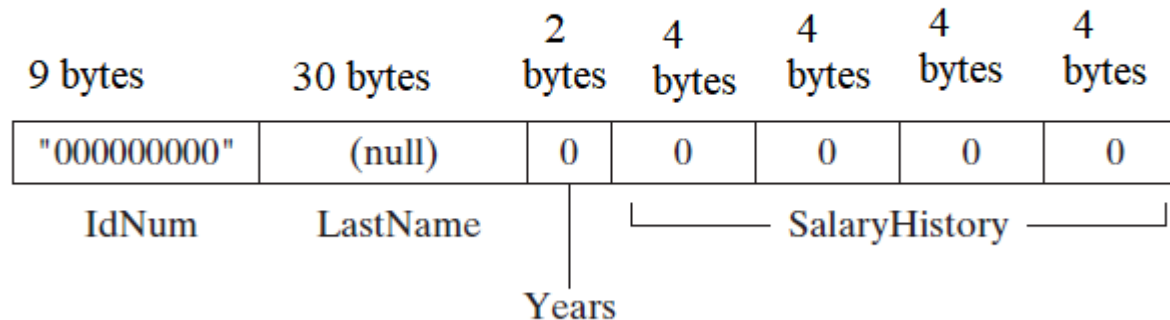 9 bytes 30 bytes 2 bytes 4 bytes 4 bytes 4 bytes 4 bytes
"000000000" (null) 0 0 0 0 0
IdNum LastName SalaryHistory
Years